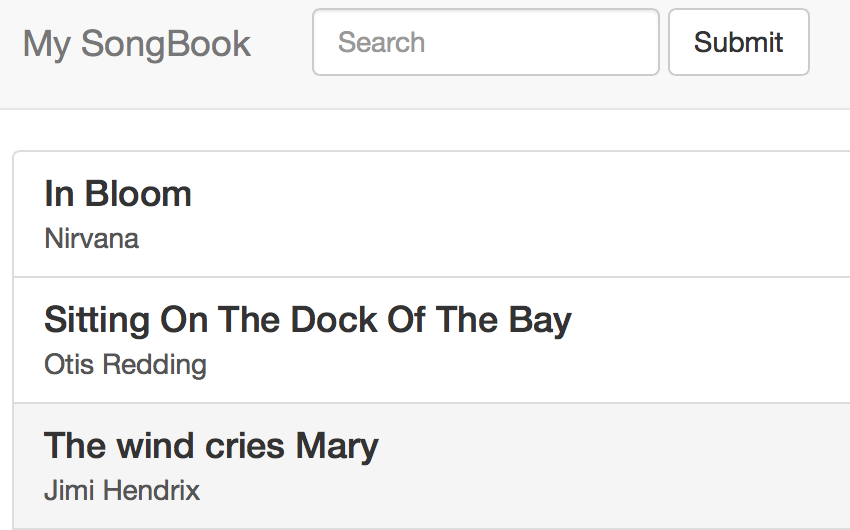 My SongBook Search Submit
In Bloom
Nirvana
Sitting On The Dock Of The Bay
Otis Redding
The wind cries Mary
Jimi Hendrix